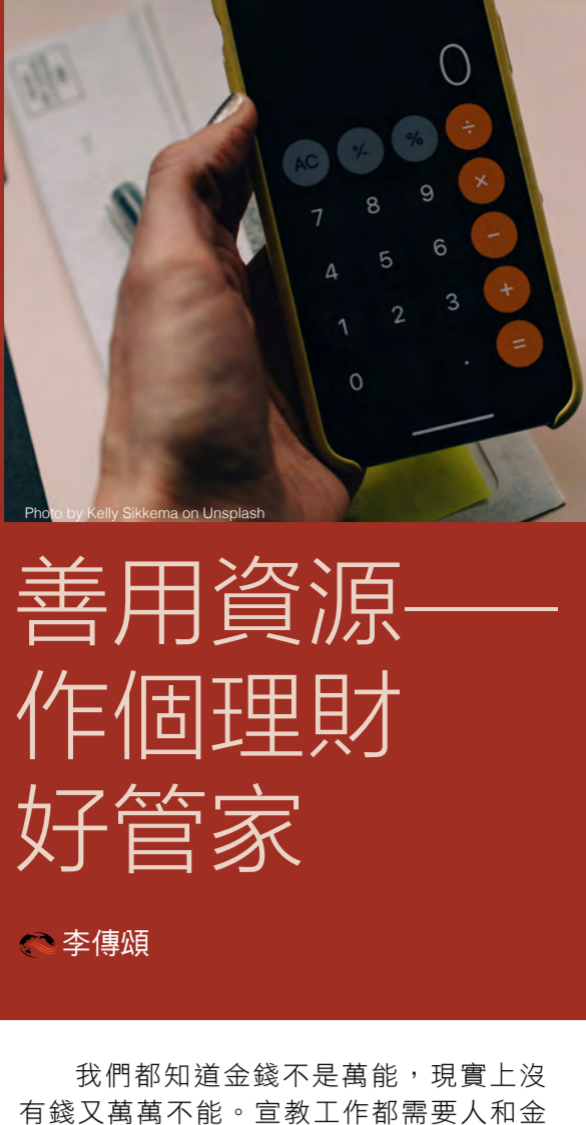 0
AC
⁺∕₋
%
÷
7
8
9
×
4
5
6
−
1
2
3
+
0
.
=
Photo by Kelly Sikkema on Unsplash
善用資源——
作個理財
好管家
李傳頌
我們都知道金錢不是萬能，現實上沒
有錢又萬萬不能。宣教工作都需要人和金